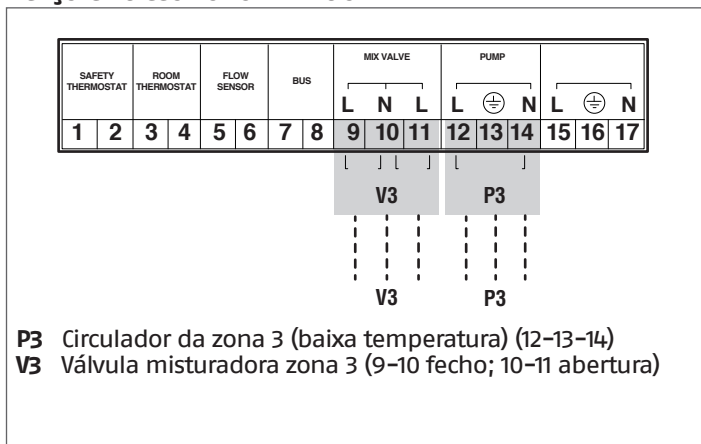 MIX VALVE PUMP
SAFETY THERMOSTAT ROOM THERMOSTAT FLOW SENSOR BUS
L N L L N L N
1 2 3 4 5 6 7 8 9 10 11 12 13 14 15 16 17
V3 P3
V3 P3
P3 Circulador da zona 3 (baixa temperatura) (12-13-14)
V3 Válvula misturadora zona 3 (9-10 fecho; 10-11 abertura)